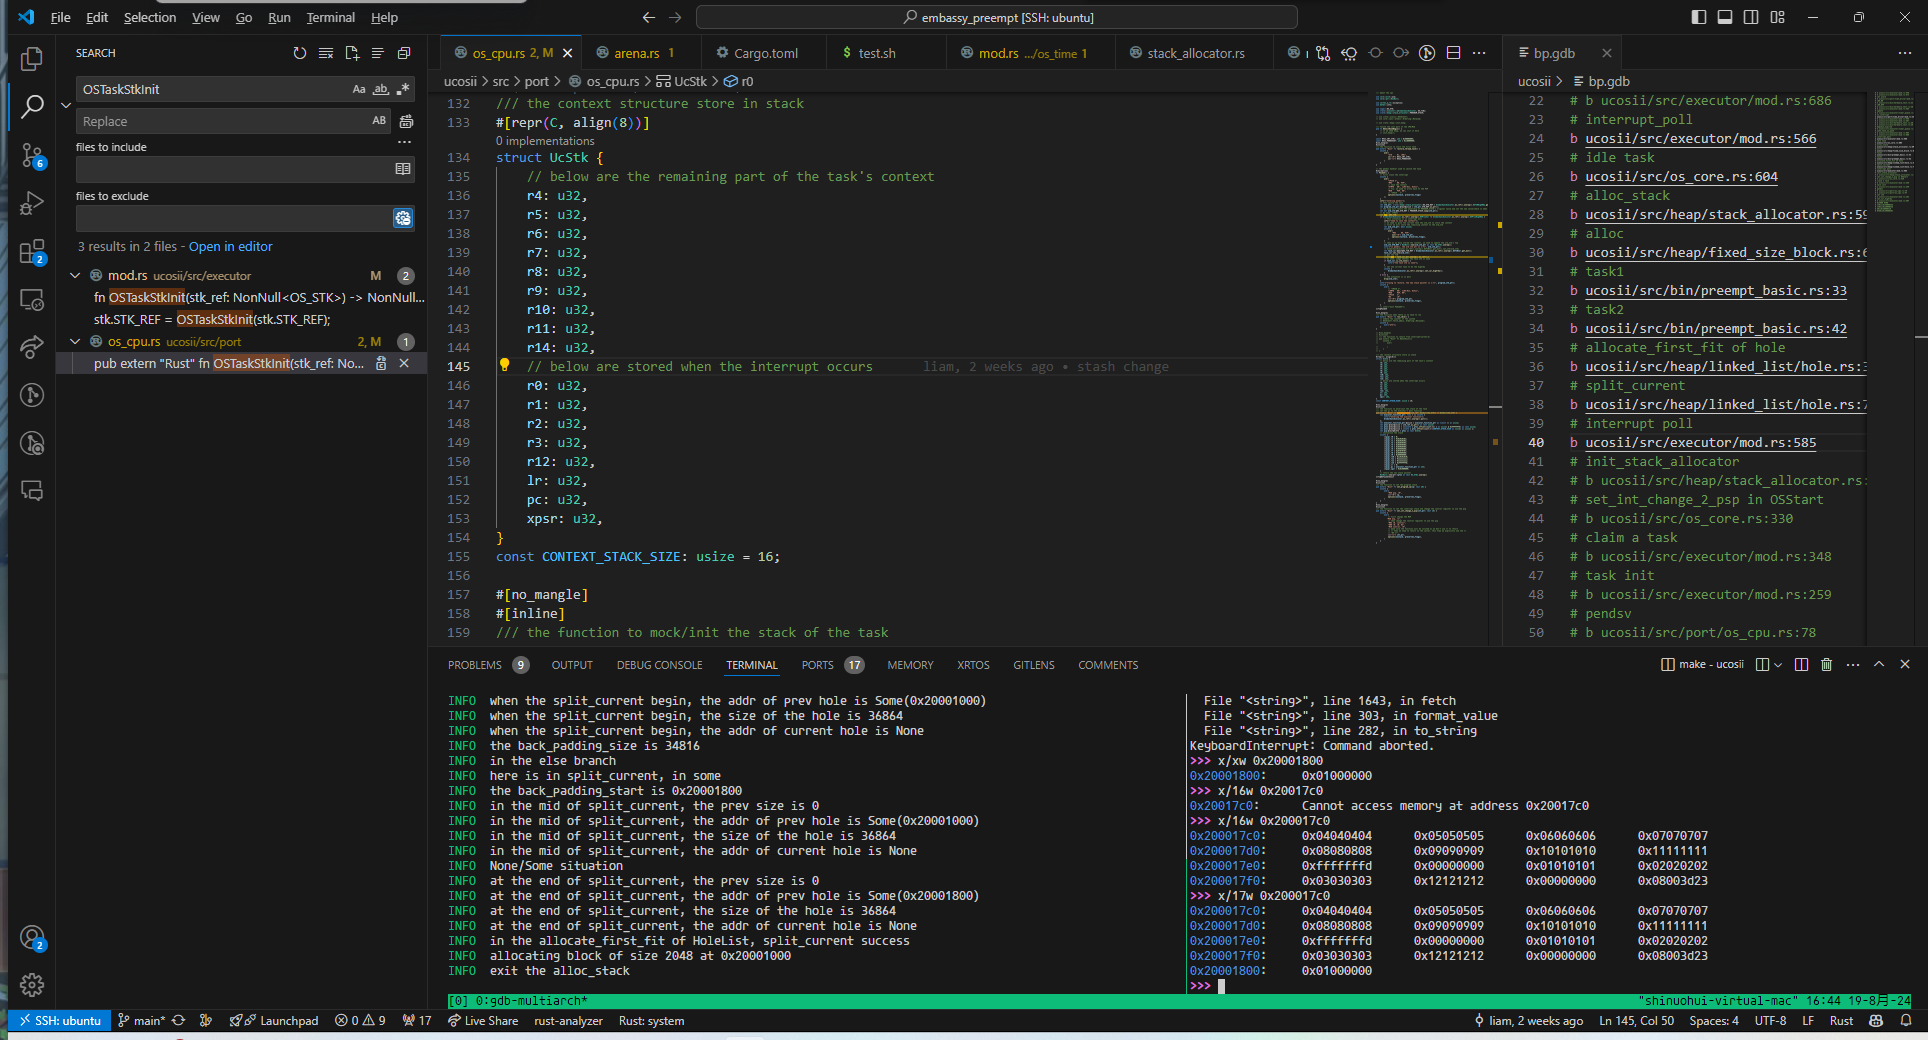 File Edit Selection View Go Run Terminal Help
embassy_preempt [SSH: ubuntu]
SEARCH
OSTaskStkInit
Aa ab
Replace
AB
files to include
files to exclude
3 results in 2 files - Open in editor
mod.rs ucosii/src/executor M 2
fn OSTaskStkInit(stk_ref: NonNull<OS_STK>) -> NonNull...
stk.STK_REF = OSTaskStkInit(stk.STK_REF);
os_cpu.rs ucosii/src/port 2, M 1
pub extern "Rust" fn OSTaskStkInit(stk_ref: No...
6
2
2
os_cpu.rs 2, M
arena.rs 1
Cargo.toml
$ test.sh
mod.rs .../os_time 1
stack_allocator.rs
ucosii > src > port > os_cpu.rs > UcStk > r0
132 /// the context structure store in stack
133 #[repr(C, align(8))]
0 implementations
134 struct UcStk {
135 // below are the remaining part of the task's context
136 r4: u32,
137 r5: u32,
138 r6: u32,
139 r7: u32,
140 r8: u32,
141 r9: u32,
142 r10: u32,
143 r11: u32,
144 r14: u32,
145 // below are stored when the interrupt occurs liam, 2 weeks ago • stash change
146 r0: u32,
147 r1: u32,
148 r2: u32,
149 r3: u32,
150 r12: u32,
151 lr: u32,
152 pc: u32,
153 xpsr: u32,
154 }
155 const CONTEXT_STACK_SIZE: usize = 16;
156
157 #[no_mangle]
158 #[inline]
159 /// the function to mock/init the stack of the task
bp.gdb
ucosii > bp.gdb
22 # b ucosii/src/executor/mod.rs:686
23 # interrupt_poll
24 b ucosii/src/executor/mod.rs:566
25 # idle task
26 b ucosii/src/os_core.rs:604
27 # alloc_stack
28 b ucosii/src/heap/stack_allocator.rs:59
29 # alloc
30 b ucosii/src/heap/fixed_size_block.rs:6
31 # task1
32 b ucosii/src/bin/preempt_basic.rs:33
33 # task2
34 b ucosii/src/bin/preempt_basic.rs:42
35 # allocate_first_fit of hole
36 b ucosii/src/heap/linked_list/hole.rs:3
37 # split_current
38 b ucosii/src/heap/linked_list/hole.rs:7
39 # interrupt poll
40 b ucosii/src/executor/mod.rs:585
41 # init_stack_allocator
42 # b ucosii/src/heap/stack_allocator.rs:
43 # set_int_change_2_psp in OSStart
44 # b ucosii/src/os_core.rs:330
45 # claim a task
46 # b ucosii/src/executor/mod.rs:348
47 # task init
48 # b ucosii/src/executor/mod.rs:259
49 # pendsv
50 # b ucosii/src/port/os_cpu.rs:78
PROBLEMS 9 OUTPUT DEBUG CONSOLE TERMINAL PORTS 17 MEMORY XRTOS GITLENS COMMENTS
make - ucosii
INFO when the split_current begin, the addr of prev hole is Some(0x20001000)
INFO when the split_current begin, the size of the hole is 36864
INFO when the split_current begin, the addr of current hole is None
INFO the back_padding_size is 34816
INFO in the else branch
INFO here is in split_current, in some
INFO the back_padding_start is 0x20001800
INFO in the mid of split_current, the prev size is 0
INFO in the mid of split_current, the addr of prev hole is Some(0x20001000)
INFO in the mid of split_current, the size of the hole is 36864
INFO in the mid of split_current, the addr of current hole is None
INFO None/Some situation
INFO at the end of split_current, the prev size is 0
INFO at the end of split_current, the addr of prev hole is Some(0x20001800)
INFO at the end of split_current, the size of the hole is 36864
INFO at the end of split_current, the addr of current hole is None
INFO in the allocate_first_fit of HoleList, split_current success
INFO allocating block of size 2048 at 0x20001000
INFO exit the alloc_stack
File "<string>", line 1643, in fetch
File "<string>", line 303, in format_value
File "<string>", line 282, in to_string
KeyboardInterrupt: Command aborted.
>>> x/xw 0x20001800
0x20001800: 0x01000000
>>> x/16w 0x20017c0
0x20017c0: Cannot access memory at address 0x20017c0
>>> x/16w 0x200017c0
0x200017c0: 0x04040404 0x05050505 0x06060606 0x07070707
0x200017d0: 0x08080808 0x09090909 0x10101010 0x11111111
0x200017e0: 0xfffffffd 0x00000000 0x01010101 0x02020202
0x200017f0: 0x03030303 0x12121212 0x00000000 0x08003d23
>>> x/17w 0x200017c0
0x200017c0: 0x04040404 0x05050505 0x06060606 0x07070707
0x200017d0: 0x08080808 0x09090909 0x10101010 0x11111111
0x200017e0: 0xfffffffd 0x00000000 0x01010101 0x02020202
0x200017f0: 0x03030303 0x12121212 0x00000000 0x08003d23
0x20001800: 0x01000000
>>>
[0] 0:gdb-multiarch* "shinuohui-virtual-mac" 16:44 19-8月-24
SSH: ubuntu main* Launchpad 0 9 17 Live Share rust-analyzer Rust: system liam, 2 weeks ago Ln 145, Col 50 Spaces: 4 UTF-8 LF Rust